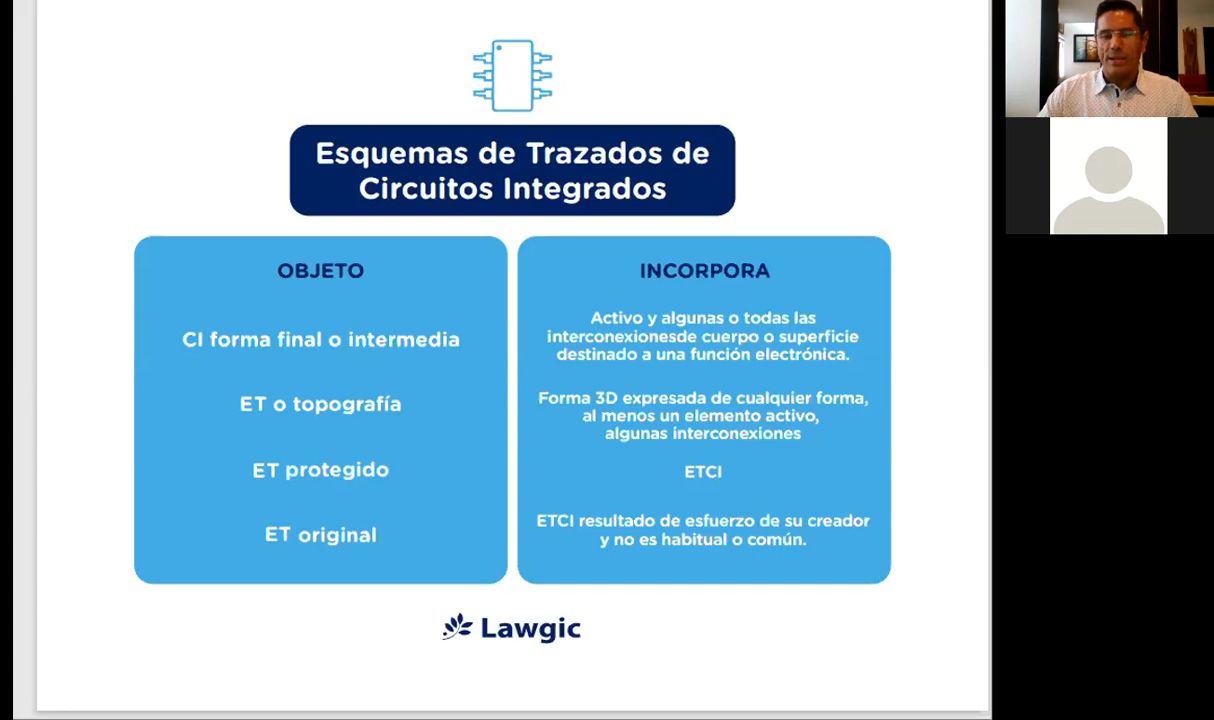 Esquemas de Trazados de
Circuitos Integrados
OBJETO
CI forma final o intermedia
ET o topografía
ET protegido
ET original
INCORPORA
Activo y algunas o todas las
interconexionesde cuerpo o superficie
destinado a una función electrónica.
Forma 3D expresada de cualquier forma,
al menos un elemento activo,
algunas interconexiones
ETCI
ETCI resultado de esfuerzo de su creador
y no es habitual o común.
Lawgic